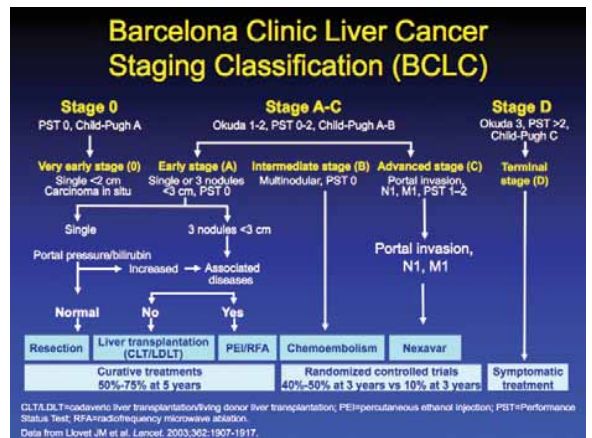 Barcelona Clinic Liver Cancer
Staging Classification (BCLC)
Stage 0
PST 0, Child-Pugh A
Stage A-C
Okuda 1-2, PST 0-2, Child-Pugh A-B
Stage D
Okuda 3, PST >2,
Child-Pugh C
Very early stage (0)
Single <2 cm
Carcinoma in situ
Early stage (A)
Single or 3 nodules
<3 cm, PST 0
Intermediate stage (B)
Multinodular, PST 0
Advanced stage (C)
Portal invasion,
N1, M1, PST 1–2
Terminal
stage (D)
Single
3 nodules <3 cm
Portal pressure/bilirubin
Increased
Associated
diseases
Portal invasion,
N1, M1
Normal
No
Yes
Resection
Liver transplantation
(CLT/LDLT)
PEI/RFA
Chemoembolism
Nexavar
Curative treatments
50%-75% at 5 years
Randomized controlled trials
40%-50% at 3 years vs 10% at 3 years
Symptomatic
treatment
CLT/LDLT=cadaveric liver transplantation/living donor liver transplantation; PEI=percutaneous ethanol injection; PST=Performance
Status Test; RFA=radiofrequency microwave ablation.
Data from Llovet JM et al. Lancet. 2003;362:1907-1917.